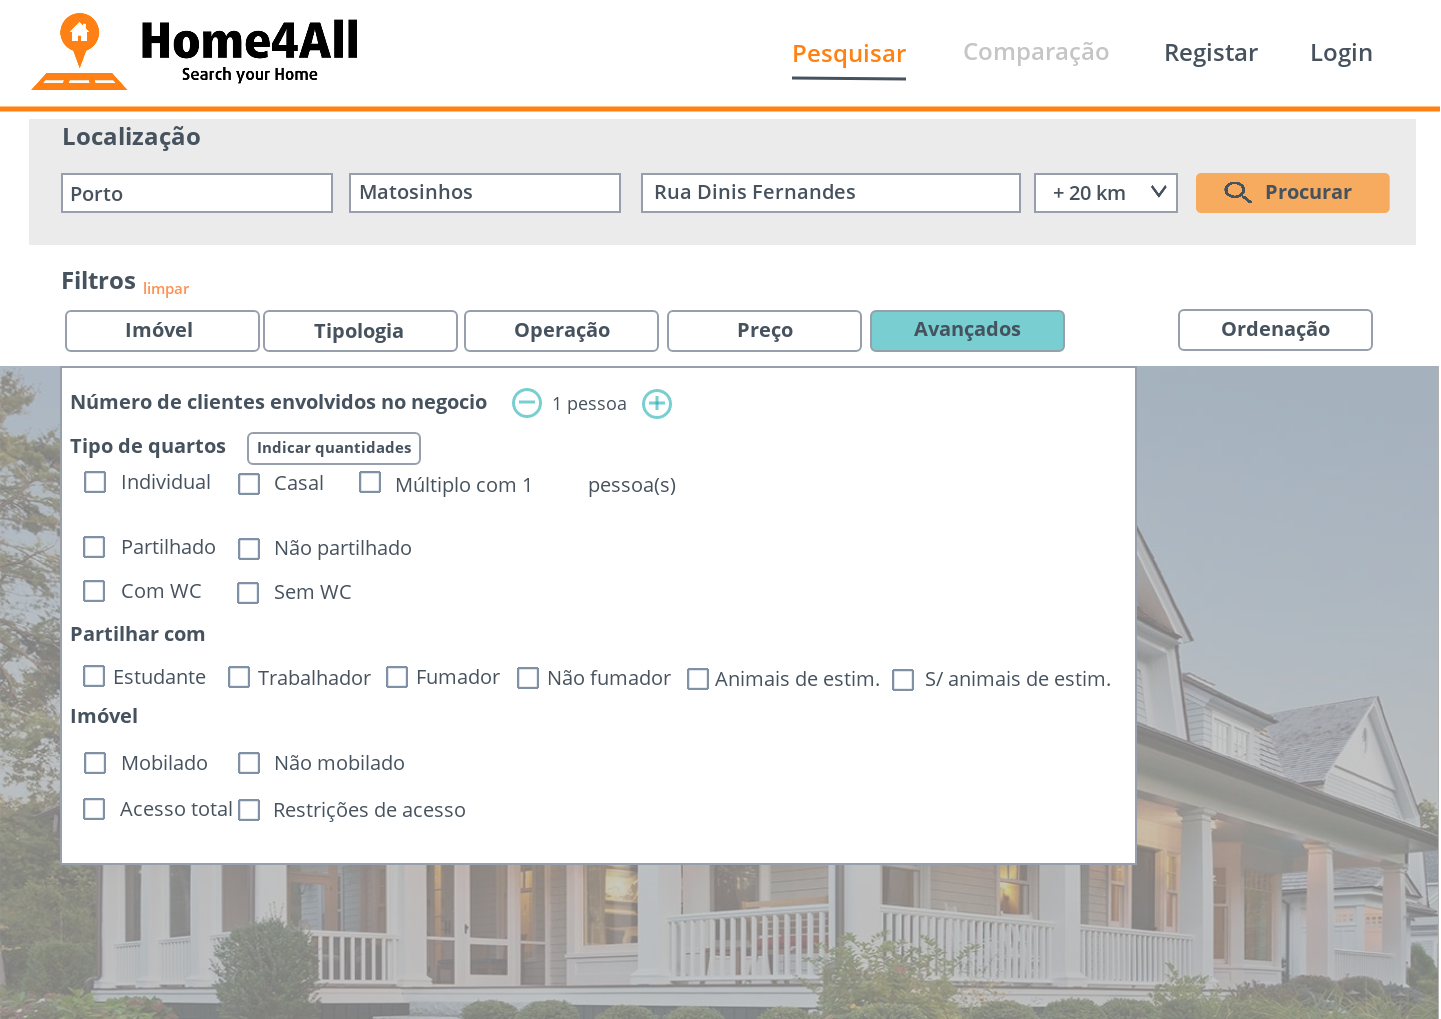 Home4All
Search your Home
Pesquisar Comparação Registar Login
Localização
Porto Matosinhos Rua Dinis Fernandes + 20 km Procurar
Filtros limpar
Imóvel Tipologia Operação Preço Avançados Ordenação
Número de clientes envolvidos no negocio 1 pessoa
Tipo de quartos Indicar quantidades
Individual Casal Múltiplo com 1 pessoa(s)
Partilhado Não partilhado
Com WC Sem WC
Partilhar com
Estudante Trabalhador Fumador Não fumador Animais de estim. S/ animais de estim.
Imóvel
Mobilado Não mobilado
Acesso total Restrições de acesso